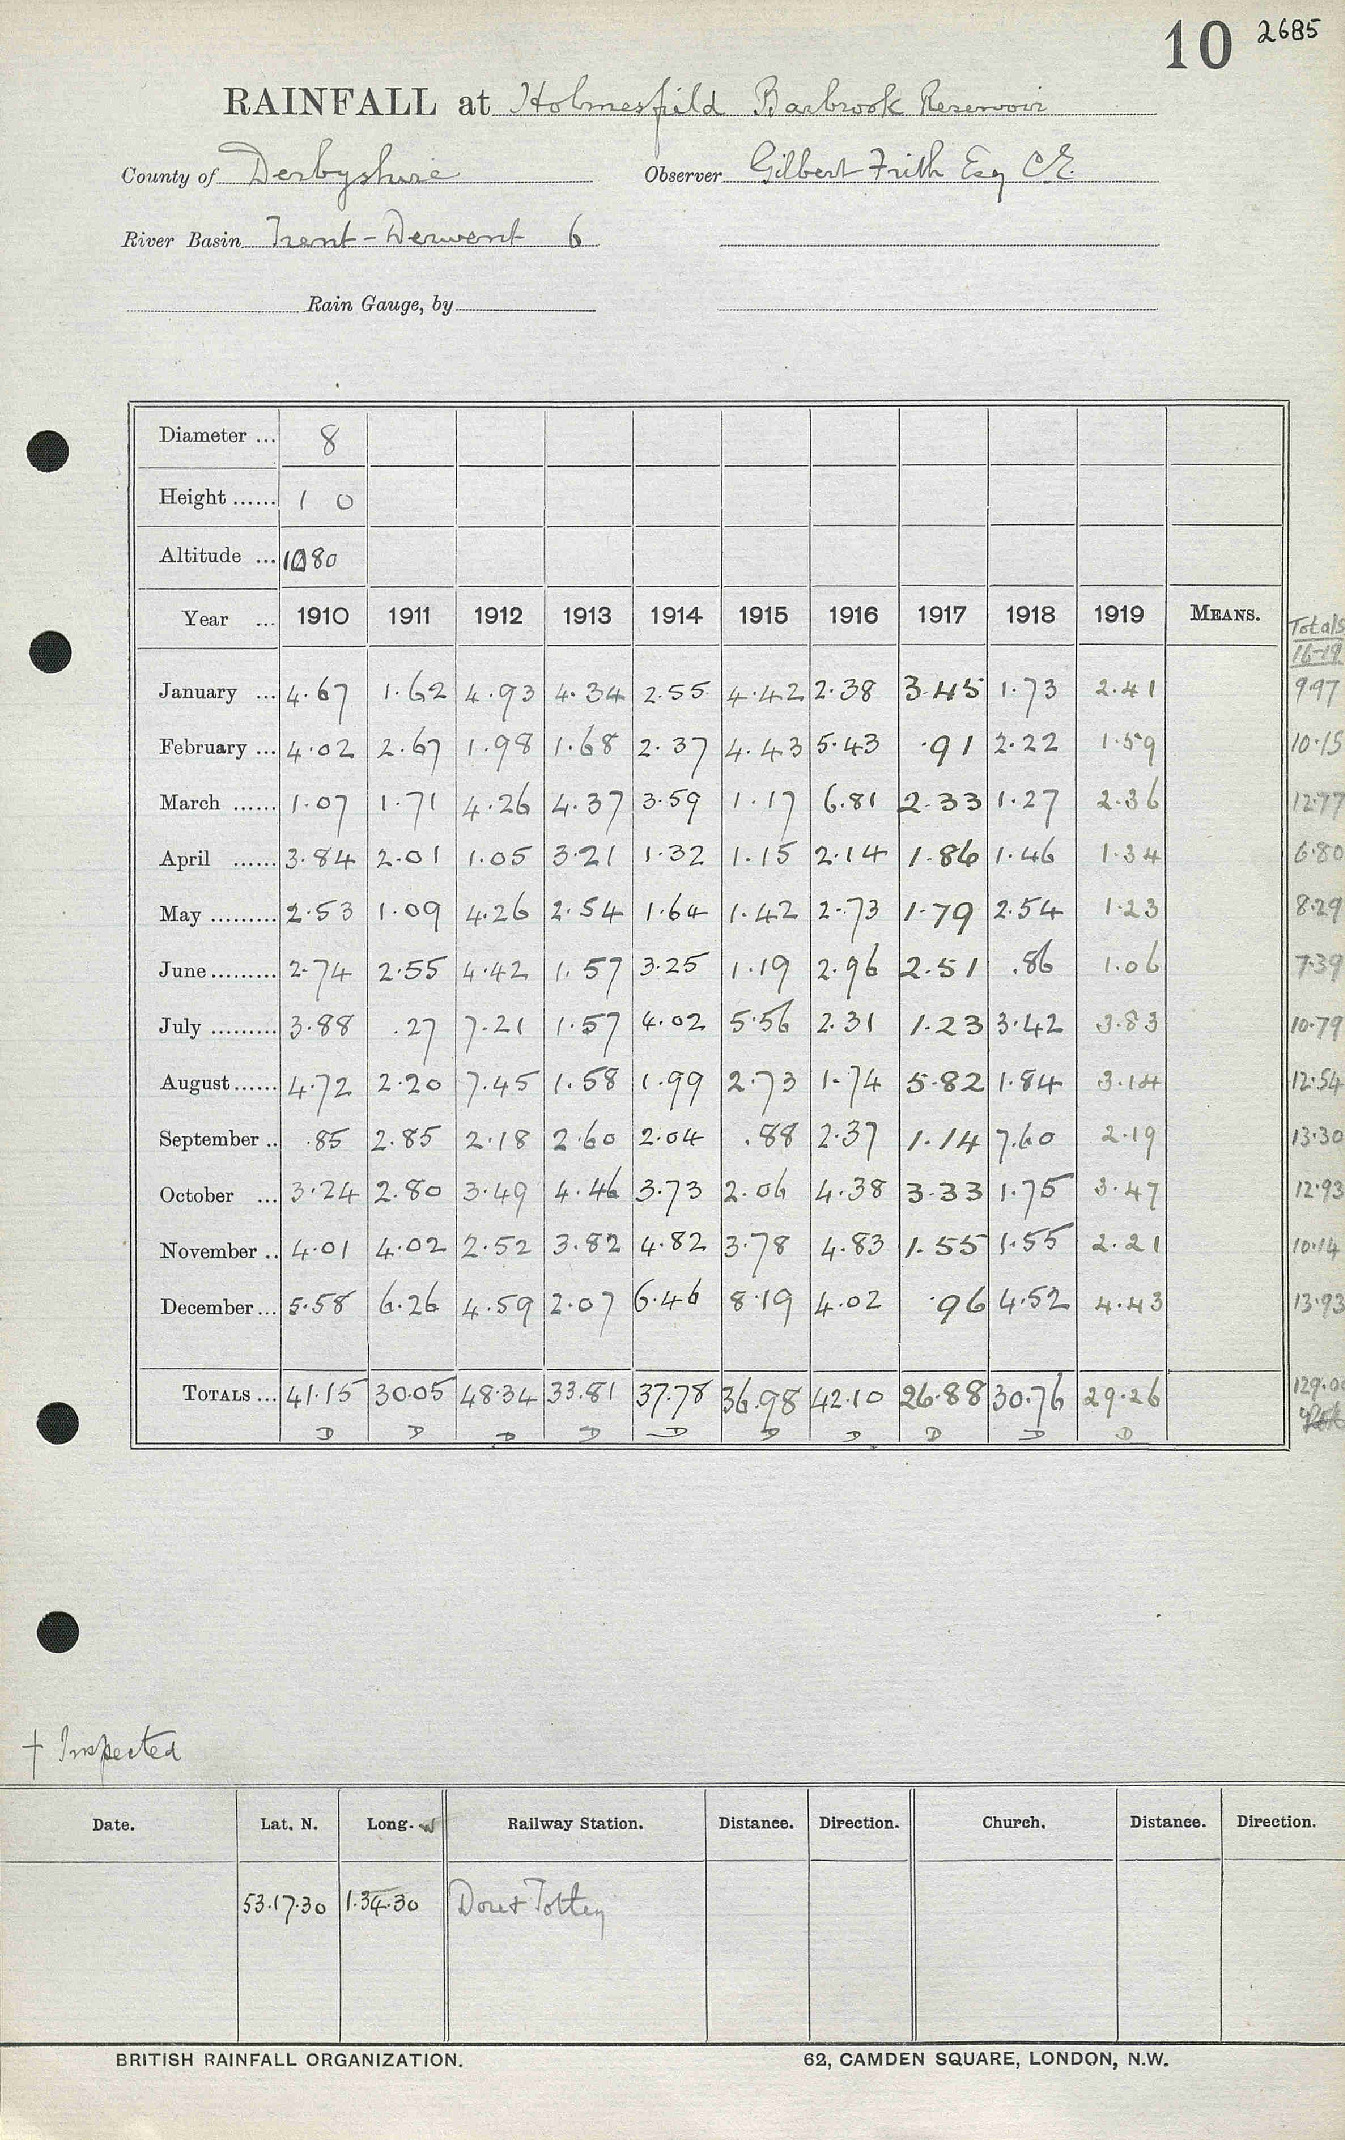 10 2685
RAINFALL at Holmesfield Barbrook Reservoir
County of Derbyshire Observer Gilbert Frith Esq CE
River Basin Trent-Derwent 6
Rain Gauge, by
Diameter ... 8
Height ...... 1 0
Altitude ... 1080
Year ... 1910 1911 1912 1913 1914 1915 1916 1917 1918 1919 MEANS. Totals
16-19
January ... 4.67 1.62 4.93 4.34 2.55 4.42 2.38 3.45 1.73 2.41 9.97
February ... 4.02 2.67 1.98 1.68 2.37 4.43 5.43 .91 2.22 1.59 10.15
March ...... 1.07 1.71 4.26 4.37 3.59 1.17 6.81 2.33 1.27 2.36 12.77
April ...... 3.84 2.01 1.05 3.21 1.32 1.15 2.14 1.86 1.46 1.34 6.80
May ......... 2.53 1.09 4.26 2.54 1.64 1.42 2.73 1.79 2.54 1.23 8.29
June ......... 2.74 2.55 4.42 1.57 3.25 1.19 2.96 2.51 .86 1.06 7.39
July ......... 3.88 .27 7.21 1.57 4.02 5.56 2.31 1.23 3.42 3.83 10.79
August ...... 4.72 2.20 7.45 1.58 1.99 2.73 1.74 5.82 1.84 3.14 12.54
September .. .85 2.85 2.18 2.60 2.04 .88 2.37 1.14 7.60 2.19 13.30
October ... 3.24 2.80 3.49 4.46 3.73 2.06 4.38 3.33 1.75 3.47 12.93
November .. 4.01 4.02 2.52 3.82 4.82 3.78 4.83 1.55 1.55 2.21 10.14
December ... 5.58 6.26 4.59 2.07 6.46 8.19 4.02 .96 4.52 4.43 13.93
TOTALS ... 41.15 30.05 48.34 33.81 37.78 36.98 42.10 26.88 30.76 29.26 129.00
D D D D D D D D D D
† Inspected
Date. Lat. N. Long. W Railway Station. Distance. Direction. Church. Distance. Direction.
53.17.30 1.34.30 Dore & Totley
BRITISH RAINFALL ORGANIZATION. 62, CAMDEN SQUARE, LONDON, N.W.